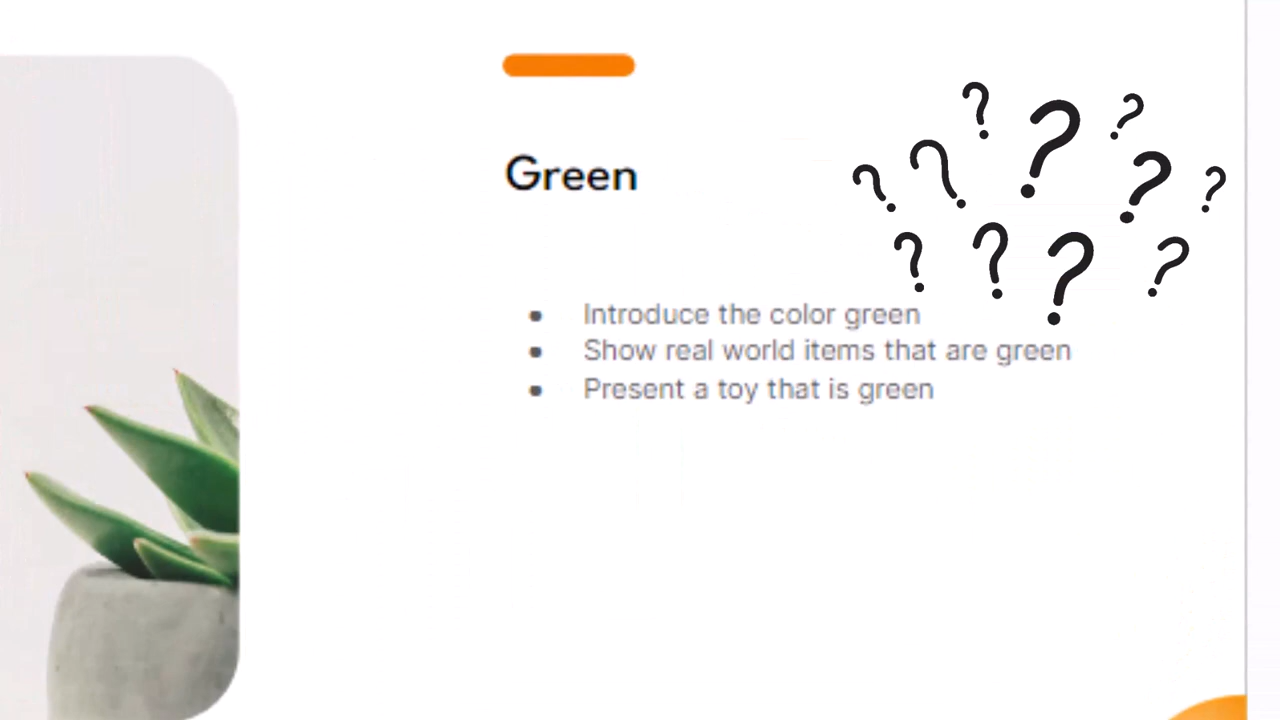 Green
? ? ? ? ? ? ? ? ? ? ?
• Introduce the color green
• Show real world items that are green
• Present a toy that is green